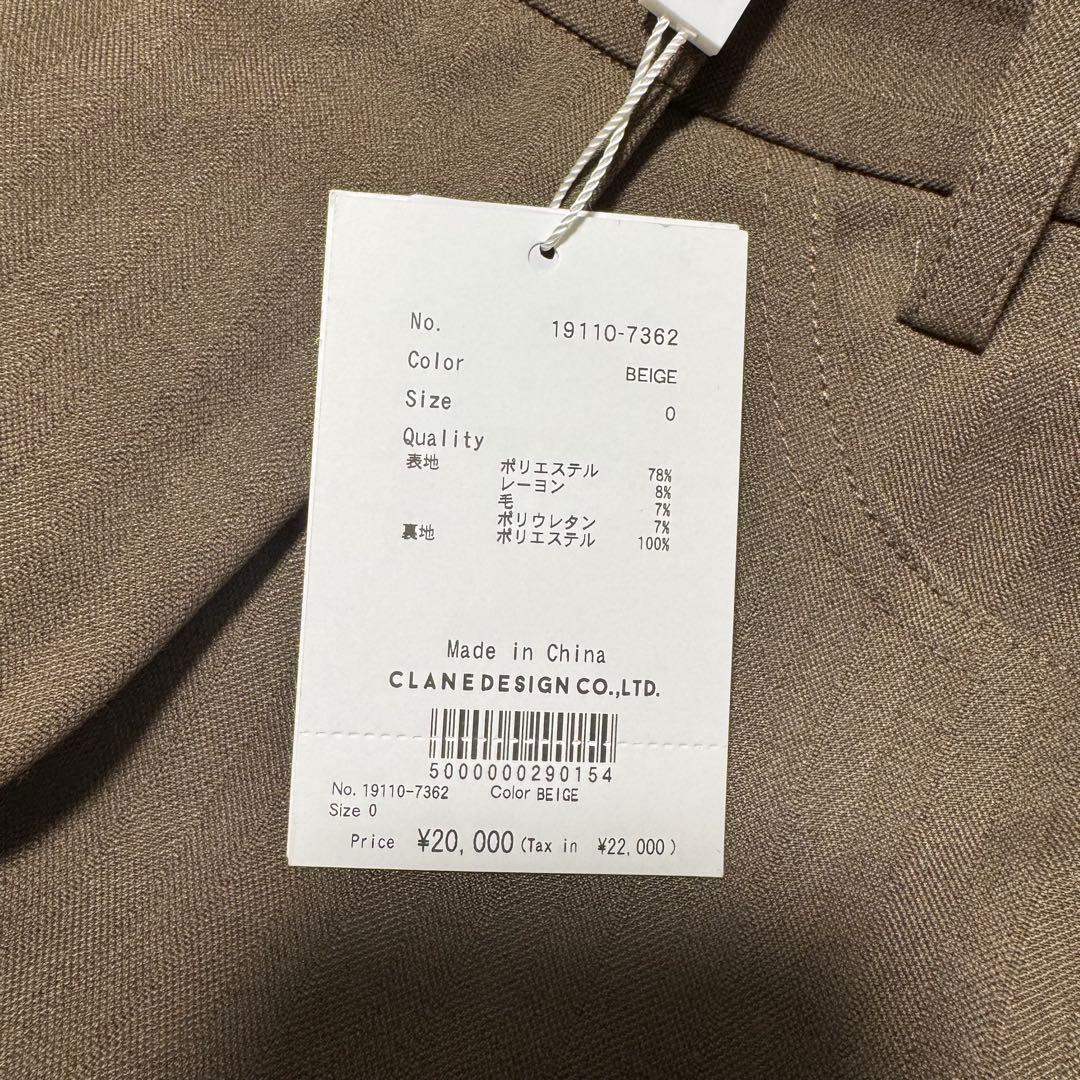 No. 19110-7362
Color BEIGE
Size 0
Quality
表地 ポリエステル 78%
レーヨン 8%
毛 7%
ポリウレタン 7%
裏地 ポリエステル 100%
Made in China
CLANE DESIGN CO.,LTD.
5000000290154
No. 19110-7362 Color BEIGE
Size 0
Price ¥20,000 (Tax in ¥22,000)